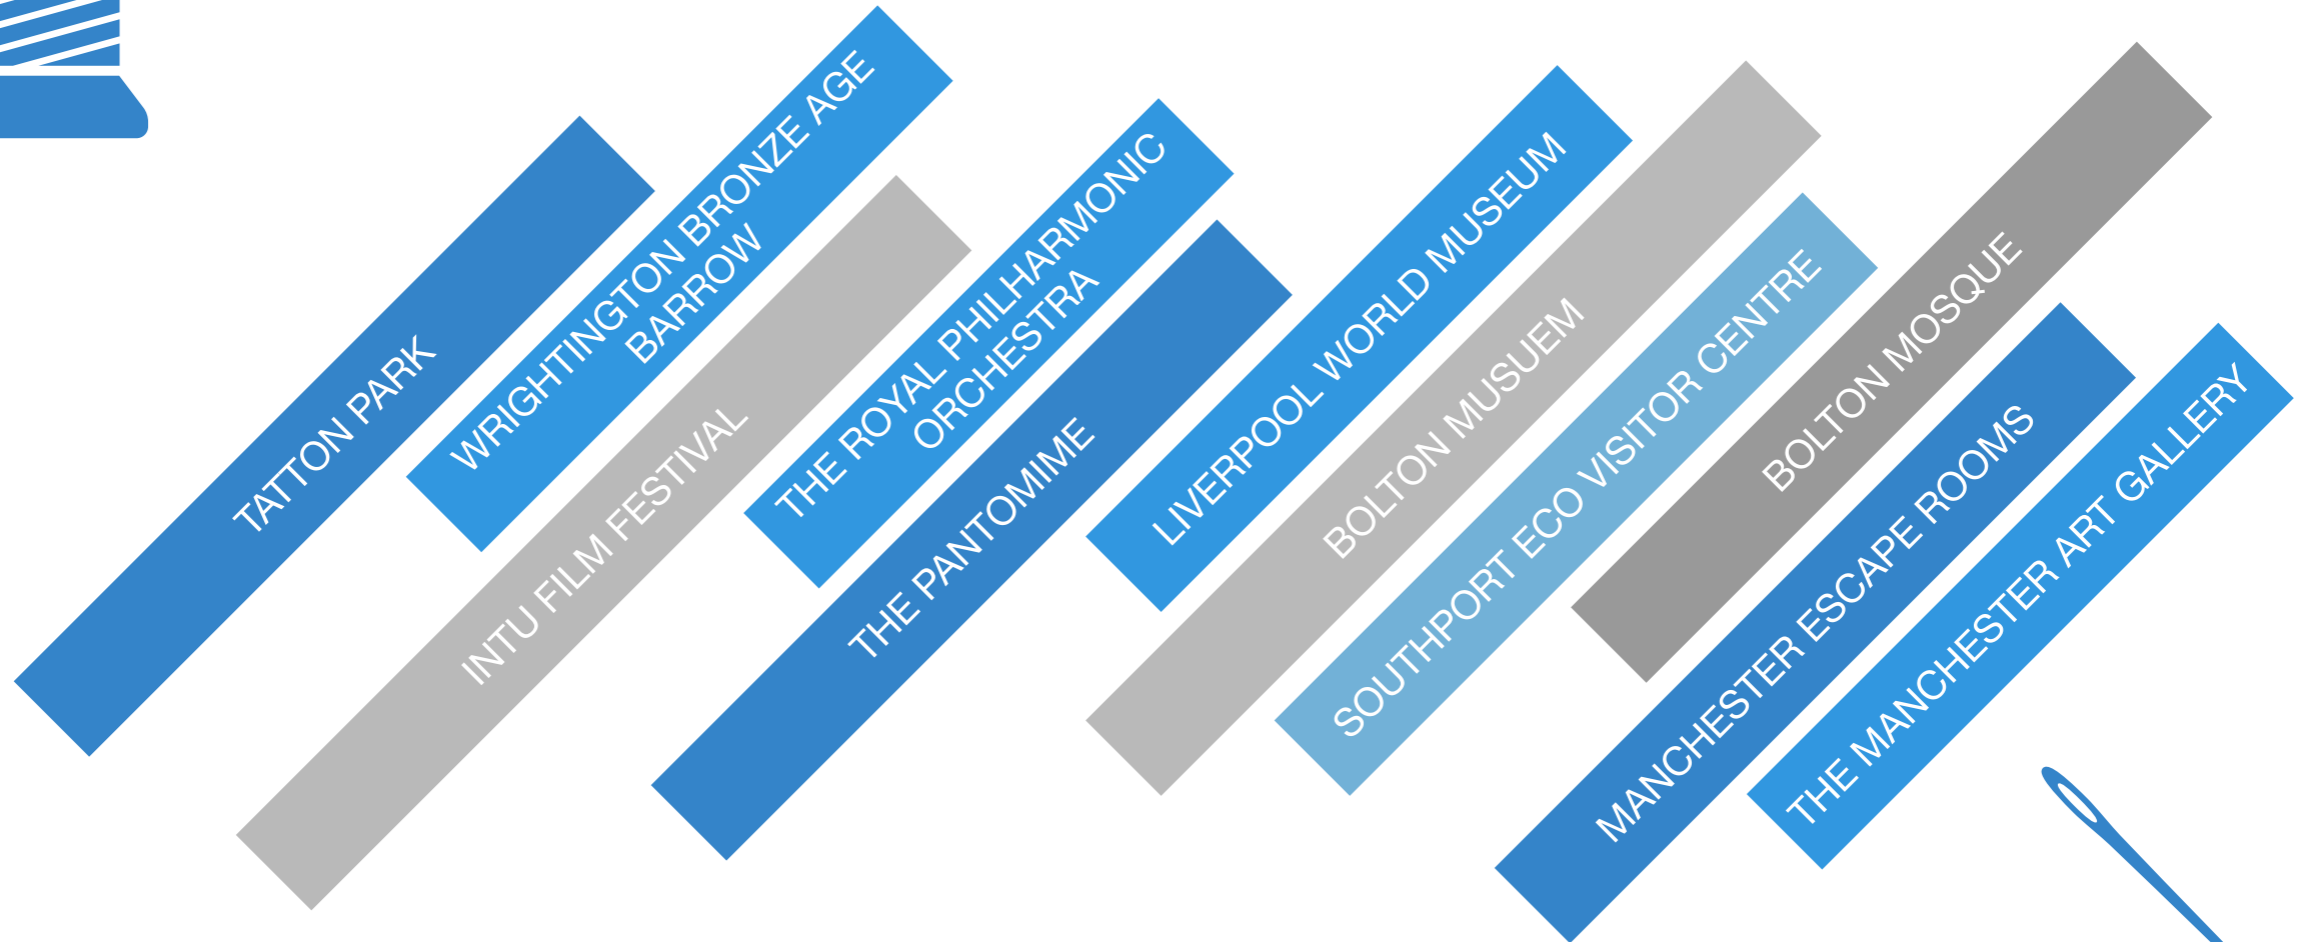 TATTON PARK
WRIGHTINGTON BRONZE AGE
BARROW
INTU FILM FESTIVAL
THE ROYAL PHILHARMONIC
ORCHESTRA
THE PANTOMIME
LIVERPOOL WORLD MUSEUM
BOLTON MUSUEM
SOUTHPORT ECO VISITOR CENTRE
BOLTON MOSQUE
MANCHESTER ESCAPE ROOMS
THE MANCHESTER ART GALLERY